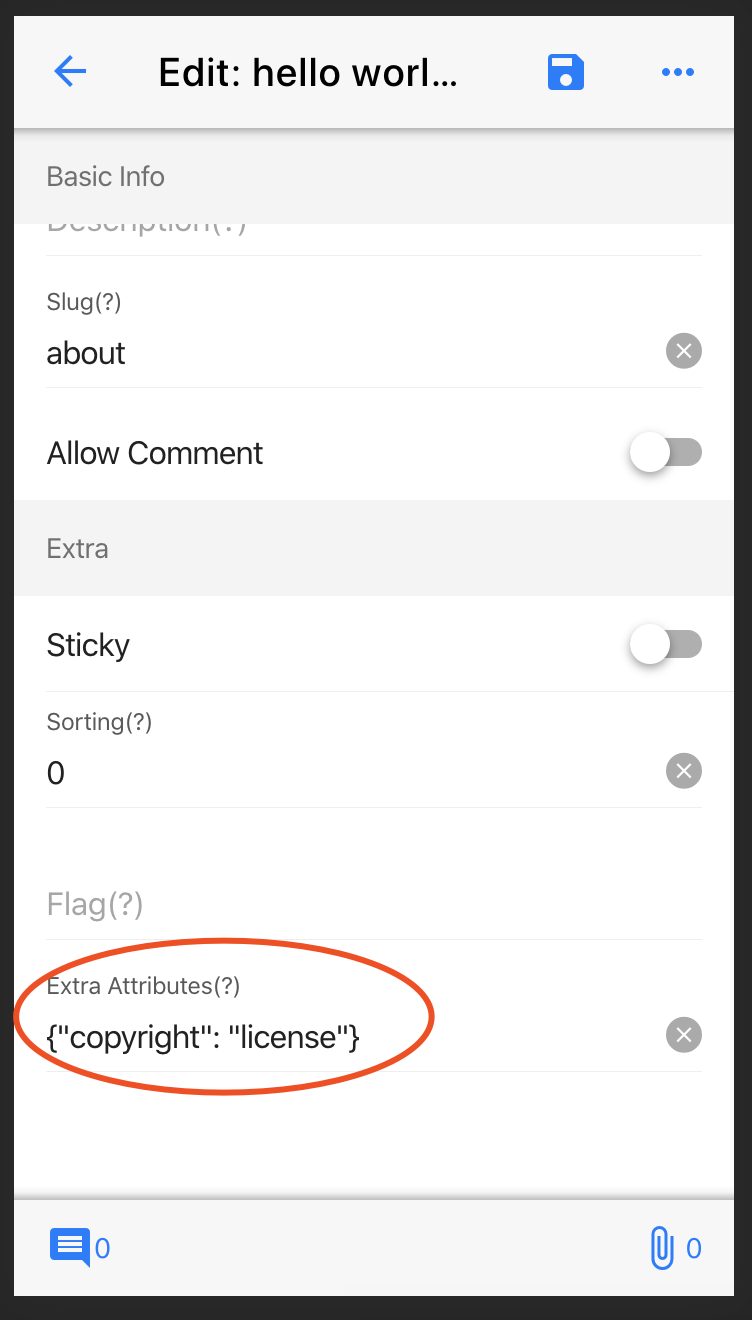 Edit: hello worl...
Basic Info
Description(?)
Slug(?)
about
Allow Comment
Extra
Sticky
Sorting(?)
0
Flag(?)
Extra Attributes(?)
{"copyright": "license"}
0
0